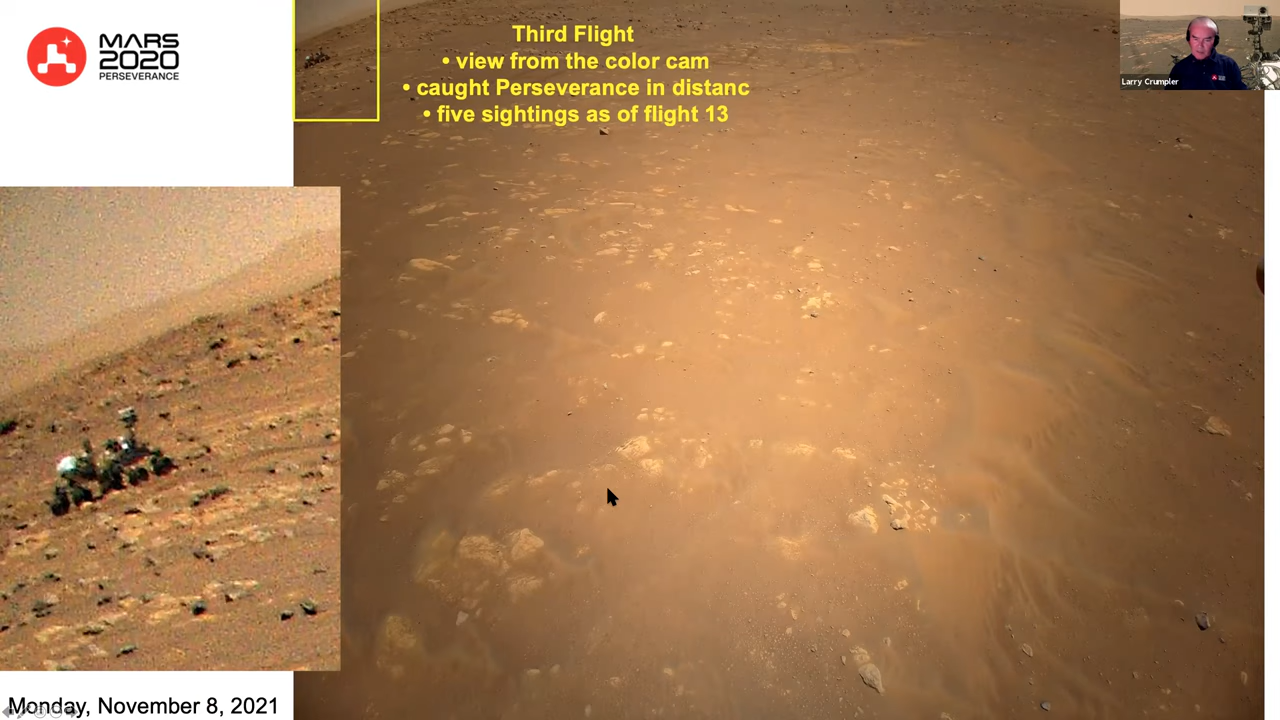 MARS
2020
PERSEVERANCE
Third Flight
• view from the color cam
• caught Perseverance in distanc
• five sightings as of flight 13
Larry Crumpler
Monday, November 8, 2021